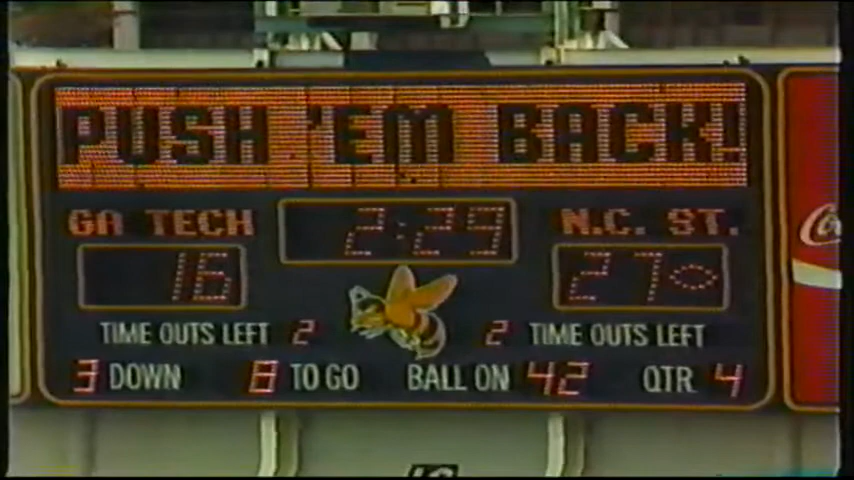 PUSH 'EM BACK!
GA TECH 2:29 N.C. ST.
16 27
TIME OUTS LEFT 2 2 TIME OUTS LEFT
3 DOWN 8 TO GO BALL ON 42 QTR 4